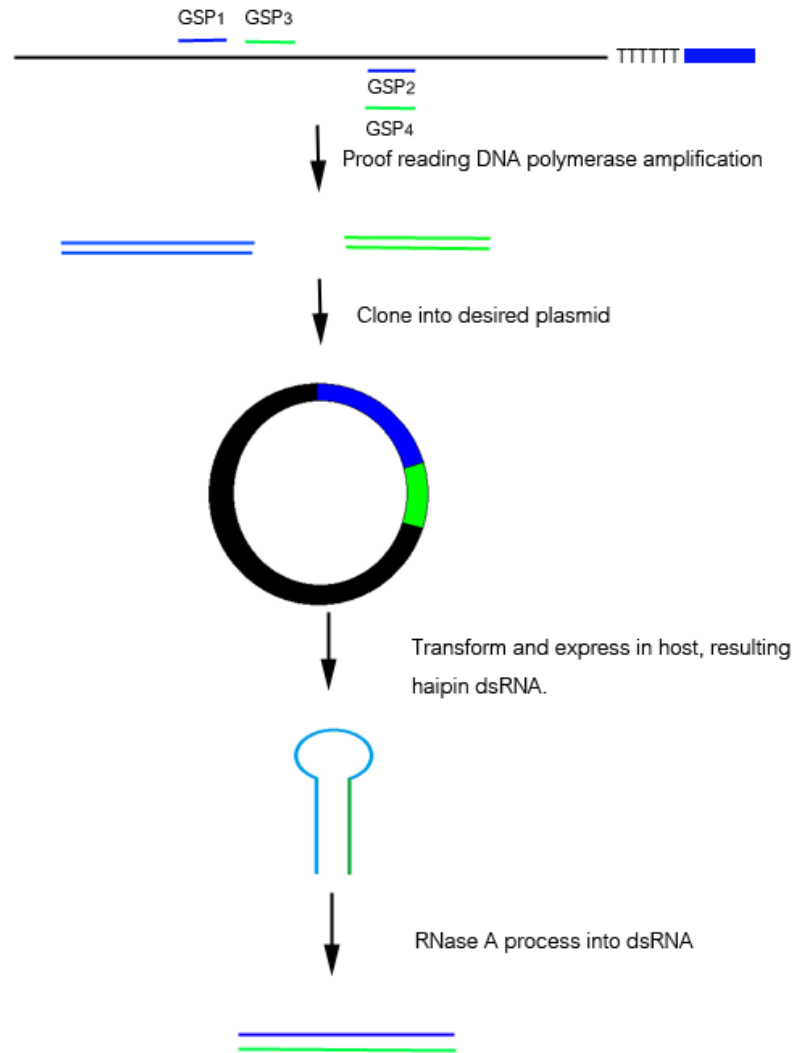 GSP1 GSP3
TTTTTT
GSP2
GSP4
Proof reading DNA polymerase amplification
Clone into desired plasmid
Transform and express in host, resulting
haipin dsRNA.
RNase A process into dsRNA